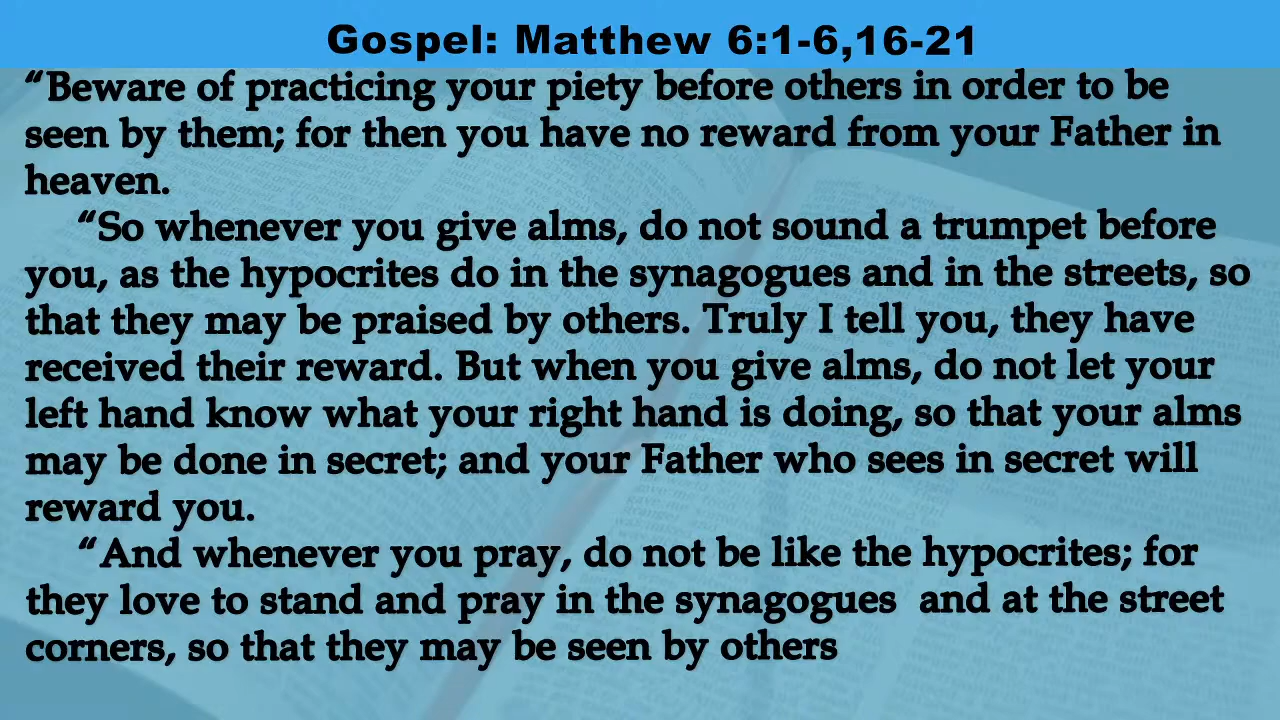 Gospel: Matthew 6:1-6,16-21
“Beware of practicing your piety before others in order to be
seen by them; for then you have no reward from your Father in
heaven.
“So whenever you give alms, do not sound a trumpet before
you, as the hypocrites do in the synagogues and in the streets, so
that they may be praised by others. Truly I tell you, they have
received their reward. But when you give alms, do not let your
left hand know what your right hand is doing, so that your alms
may be done in secret; and your Father who sees in secret will
reward you.
“And whenever you pray, do not be like the hypocrites; for
they love to stand and pray in the synagogues  and at the street
corners, so that they may be seen by others